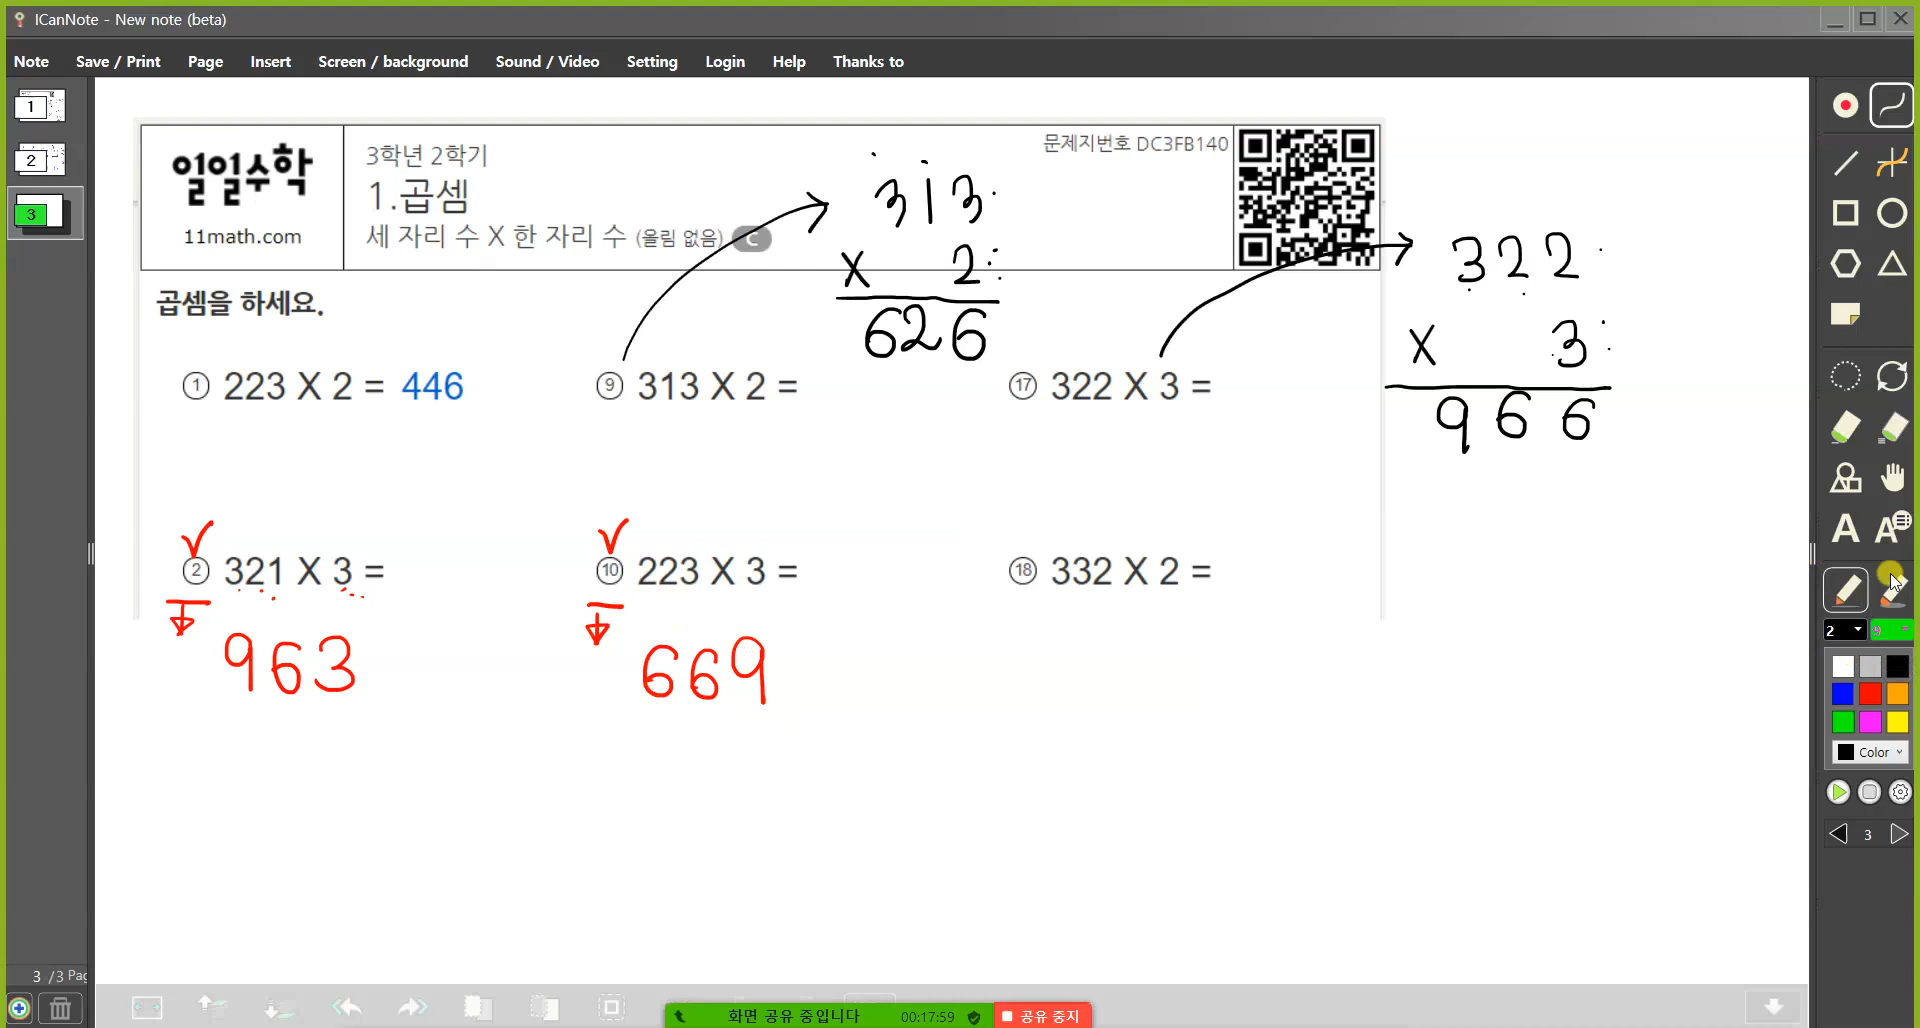 ICanNote - New note (beta)
Note Save / Print Page Insert Screen / background Sound / Video Setting Login Help Thanks to
1
2
3
일일수학
11math.com
3학년 2학기
1.곱셈
세 자리 수 X 한 자리 수 (올림 없음) C
문제지번호 DC3FB140
곱셈을 하세요.
313
X 2
626
322
X 3
966
① 223 X 2 = 446
⑨ 313 X 2 =
⑰ 322 X 3 =
② 321 X 3 =
963
⑩ 223 X 3 =
669
⑱ 332 X 2 =
A A
2
Color
3
3 /3 Pag
화면 공유 중입니다 00:17:59 공유 중지